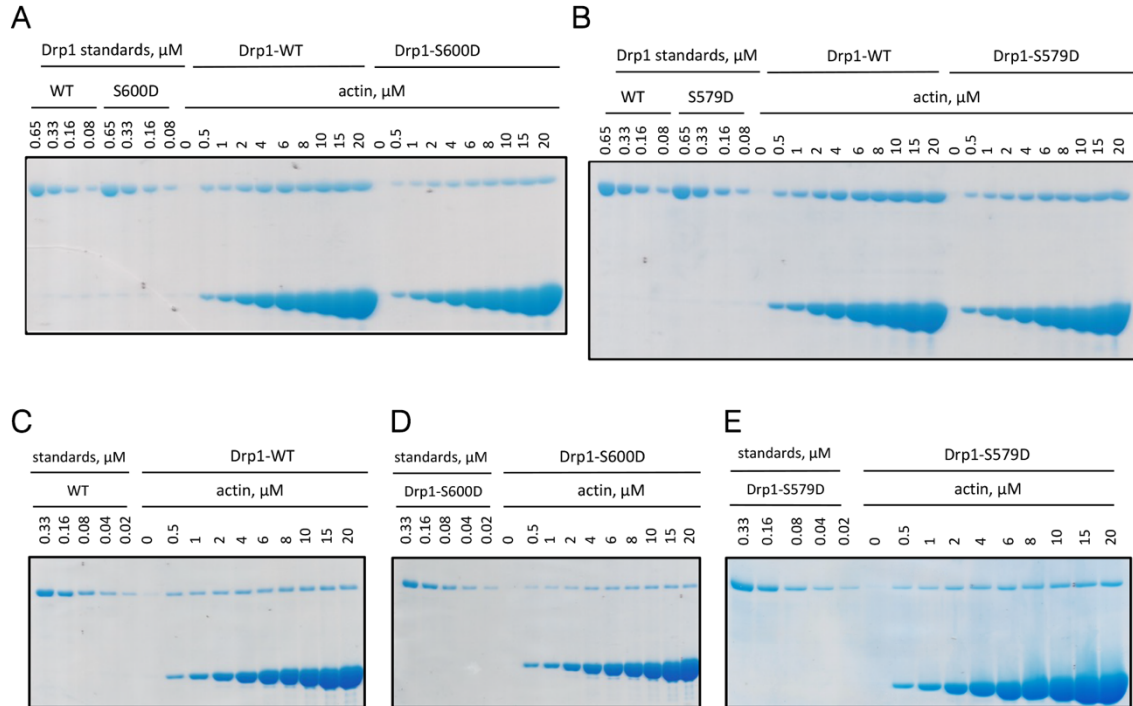 A
Drp1 standards, µM Drp1-WT Drp1-S600D
WT S600D actin, µM
0.65 0.33 0.16 0.08 0.65 0.33 0.16 0.08 0 0.5 1 2 4 6 8 10 15 20 0 0.5 1 2 4 6 8 10 15 20
B
Drp1 standards, µM Drp1-WT Drp1-S579D
WT S579D actin, µM
0.65 0.33 0.16 0.08 0.65 0.33 0.16 0.08 0 0.5 1 2 4 6 8 10 15 20 0 0.5 1 2 4 6 8 10 15 20
C
standards, µM Drp1-WT
WT actin, µM
0.33 0.16 0.08 0.04 0.02 0 0.5 1 2 4 6 8 10 15 20
D
standards, µM Drp1-S600D
Drp1-S600D actin, µM
0.33 0.16 0.08 0.04 0.02 0 0.5 1 2 4 6 8 10 15 20
E
standards, µM Drp1-S579D
Drp1-S579D actin, µM
0.33 0.16 0.08 0.04 0.02 0 0.5 1 2 4 6 8 10 15 20